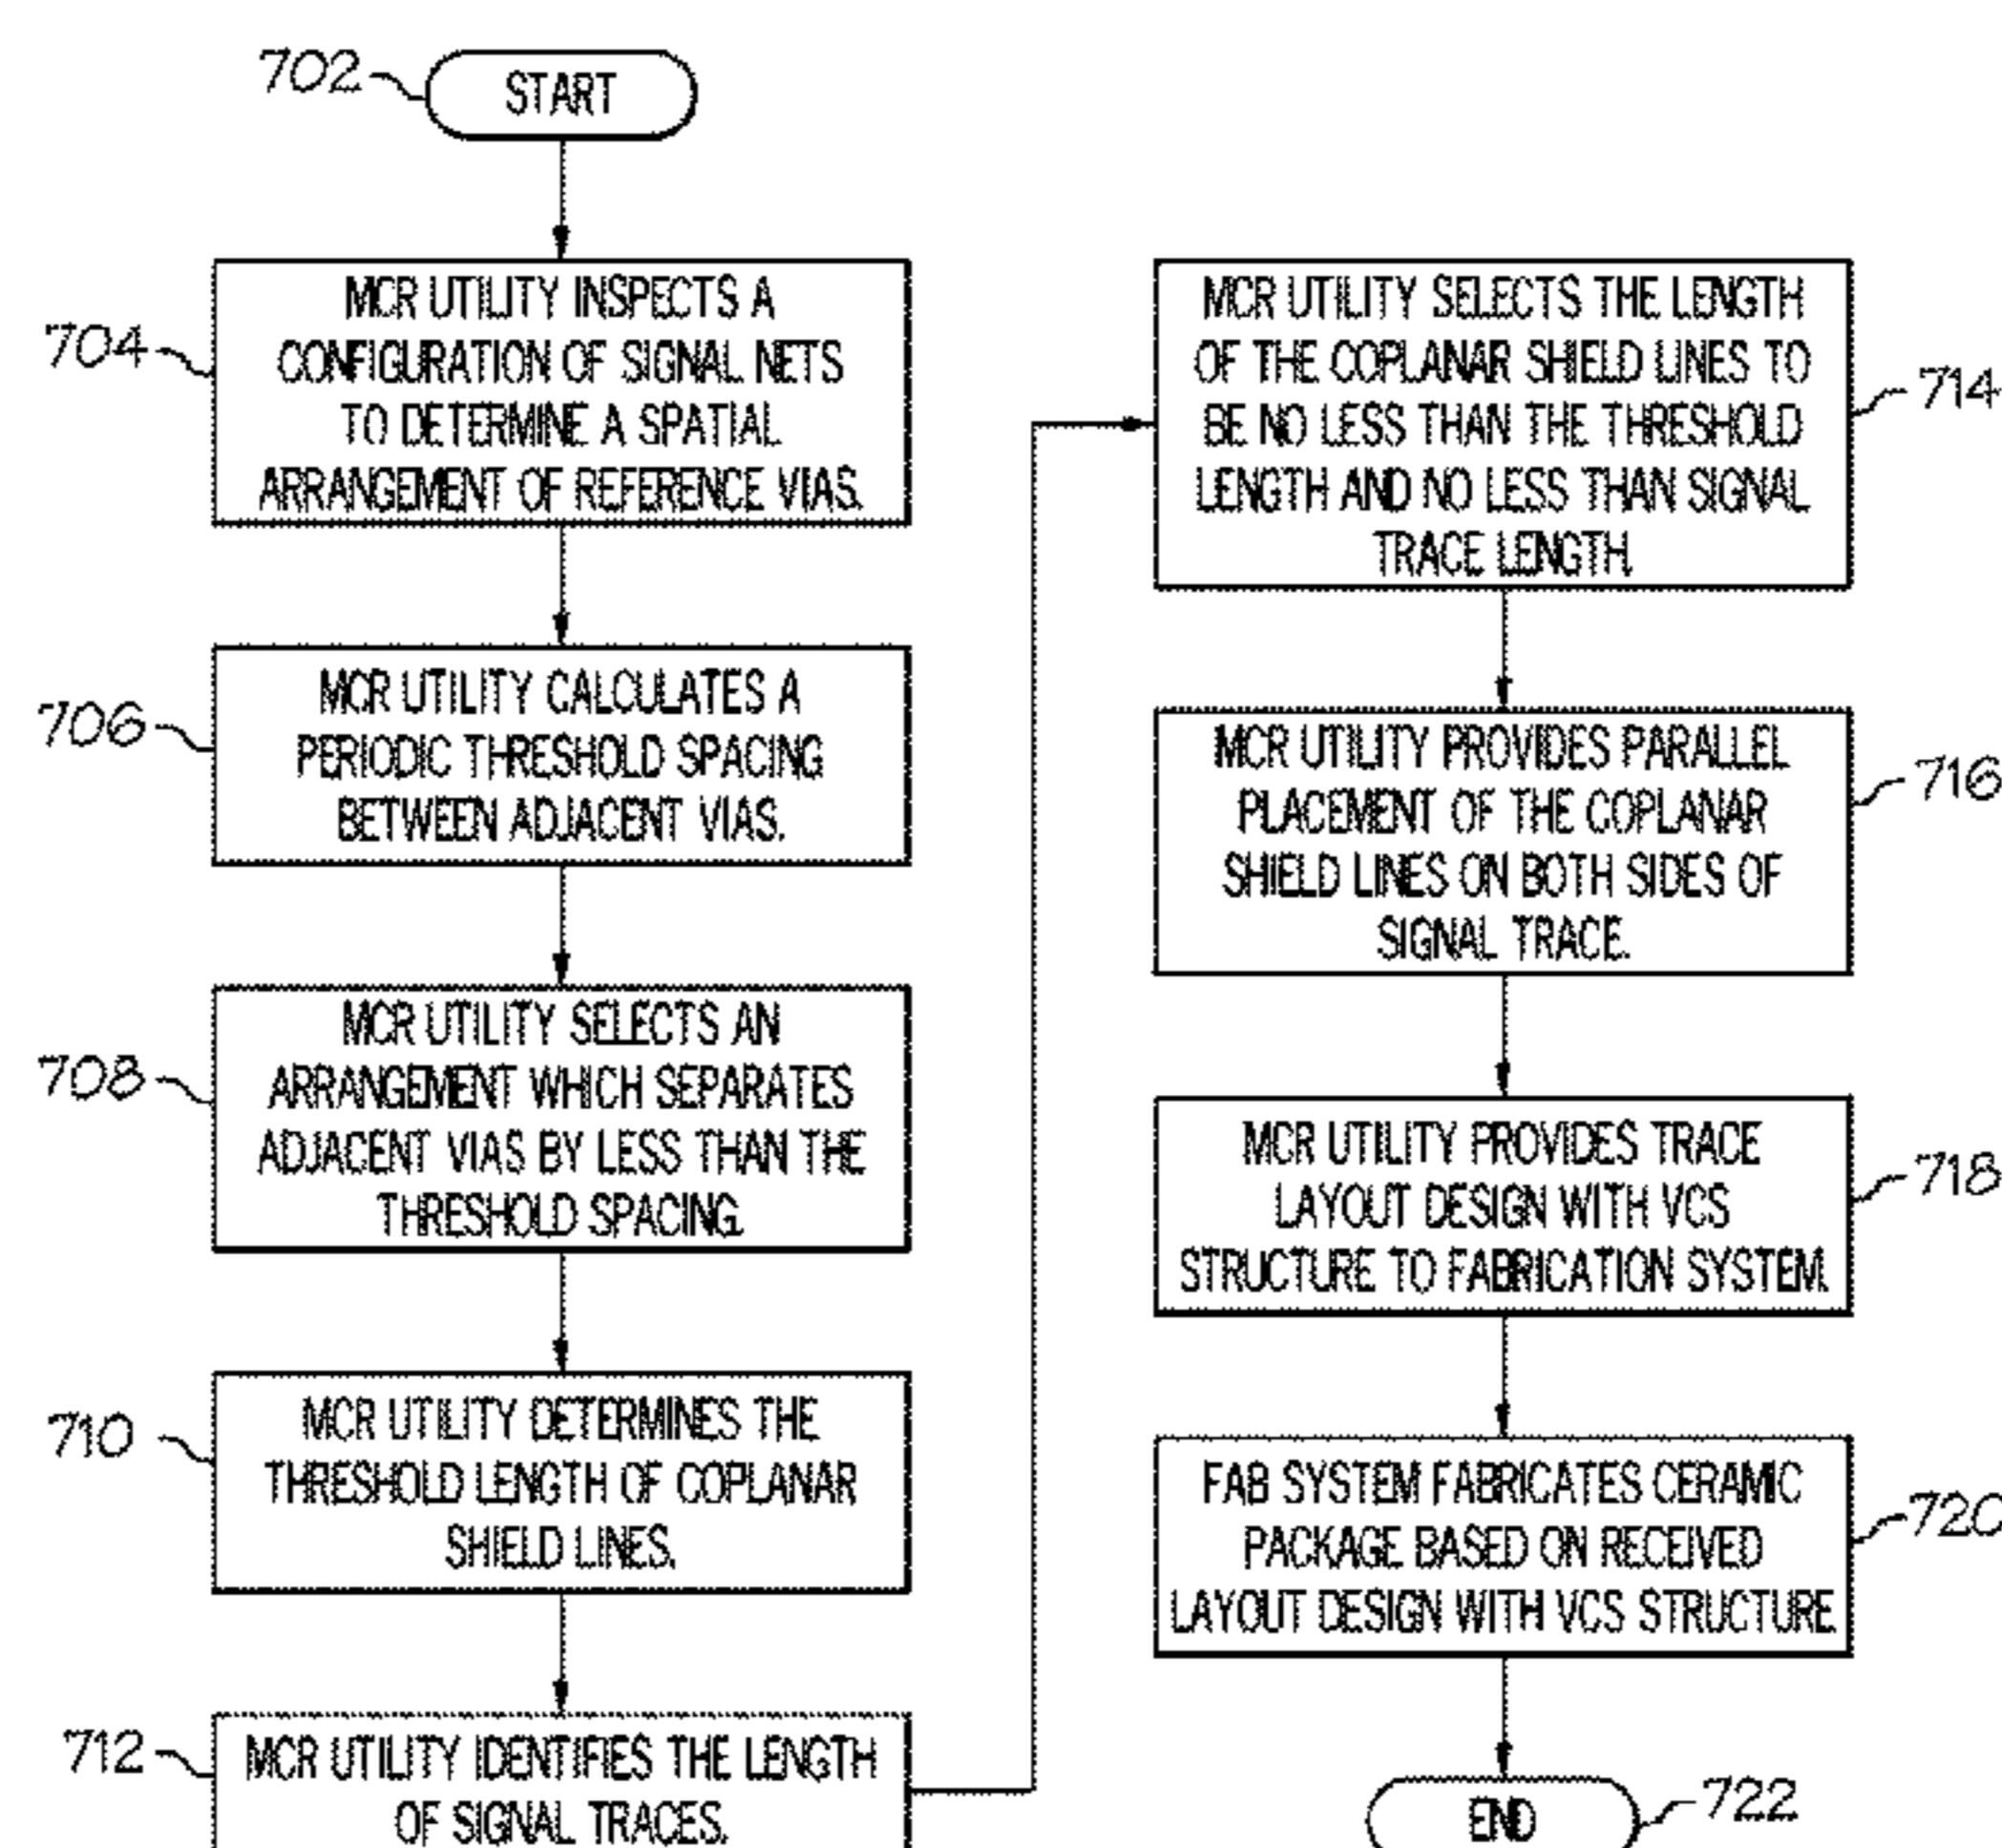 702
START
704
MCR UTILITY INSPECTS A
CONFIGURATION OF SIGNAL NETS
TO DETERMINE A SPATIAL
ARRANGEMENT OF REFERENCE VIAS.
706
MCR UTILITY CALCULATES A
PERIODIC THRESHOLD SPACING
BETWEEN ADJACENT VIAS.
708
MCR UTILITY SELECTS AN
ARRANGEMENT WHICH SEPARATES
ADJACENT VIAS BY LESS THAN THE
THRESHOLD SPACING.
710
MCR UTILITY DETERMINES THE
THRESHOLD LENGTH OF COPLANAR
SHIELD LINES.
712
MCR UTILITY IDENTIFIES THE LENGTH
OF SIGNAL TRACES.
MCR UTILITY SELECTS THE LENGTH
OF THE COPLANAR SHIELD LINES TO
BE NO LESS THAN THE THRESHOLD
LENGTH AND NO LESS THAN SIGNAL
TRACE LENGTH.
714
MCR UTILITY PROVIDES PARALLEL
PLACEMENT OF THE COPLANAR
SHIELD LINES ON BOTH SIDES OF
SIGNAL TRACE.
716
MCR UTILITY PROVIDES TRACE
LAYOUT DESIGN WITH VCS
STRUCTURE TO FABRICATION SYSTEM.
718
FAB SYSTEM FABRICATES CERAMIC
PACKAGE BASED ON RECEIVED
LAYOUT DESIGN WITH VCS STRUCTURE.
720
END
722